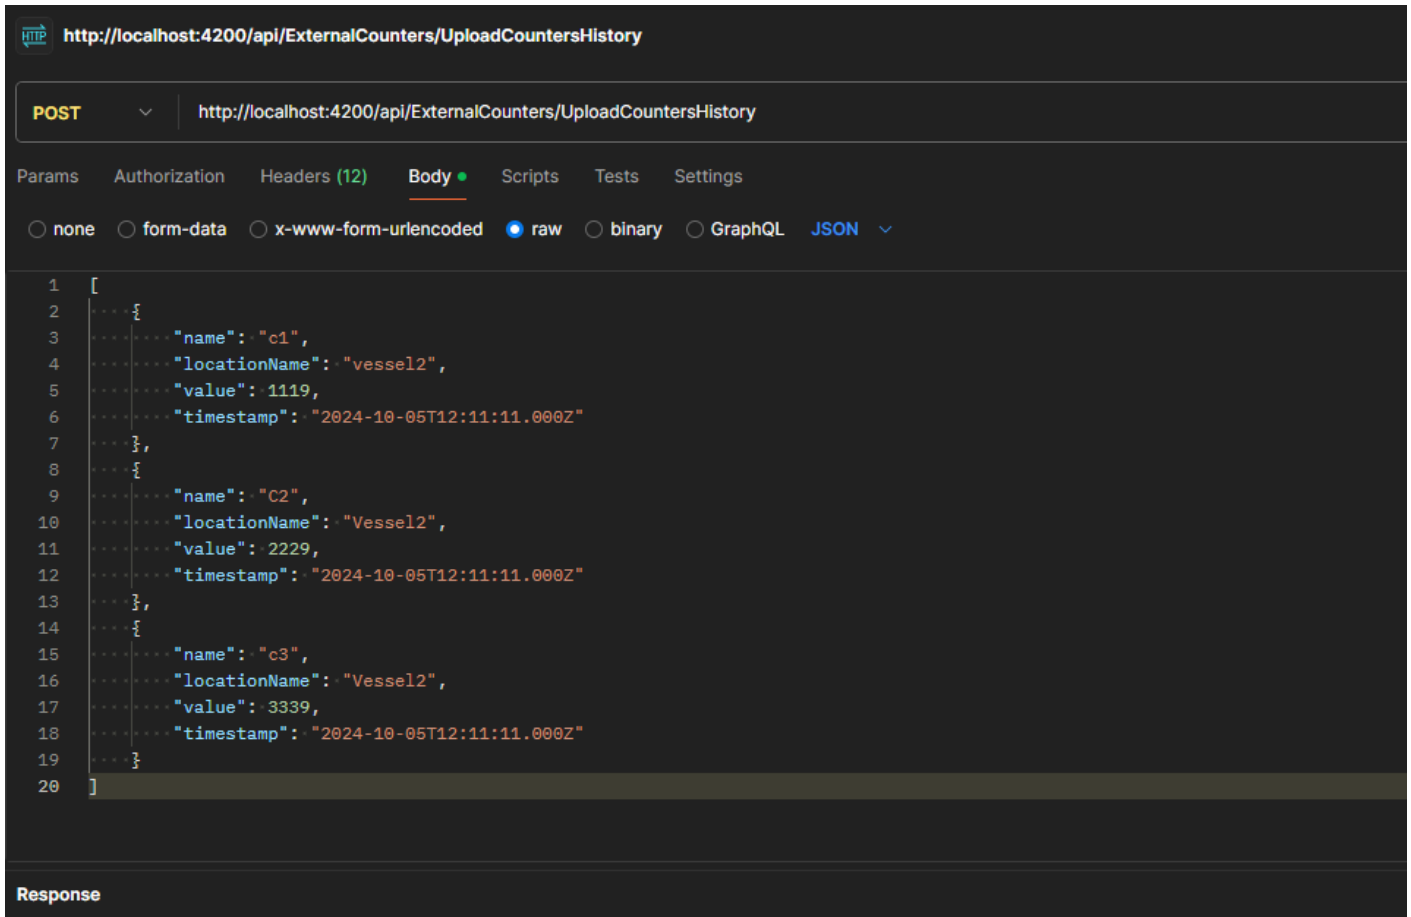 HTTP http://localhost:4200/api/ExternalCounters/UploadCountersHistory
POST http://localhost:4200/api/ExternalCounters/UploadCountersHistory
Params Authorization Headers (12) Body Scripts Tests Settings
none form-data x-www-form-urlencoded raw binary GraphQL JSON
1 [
2 {
3 "name": "c1",
4 "locationName": "vessel2",
5 "value": 1119,
6 "timestamp": "2024-10-05T12:11:11.000Z"
7 },
8 {
9 "name": "C2",
10 "locationName": "Vessel2",
11 "value": 2229,
12 "timestamp": "2024-10-05T12:11:11.000Z"
13 },
14 {
15 "name": "c3",
16 "locationName": "Vessel2",
17 "value": 3339,
18 "timestamp": "2024-10-05T12:11:11.000Z"
19 }
20 ]
Response